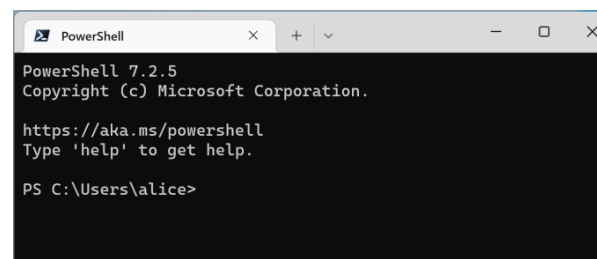 PowerShell
PowerShell 7.2.5
Copyright (c) Microsoft Corporation.
https://aka.ms/powershell
Type 'help' to get help.
PS C:\Users\alice>